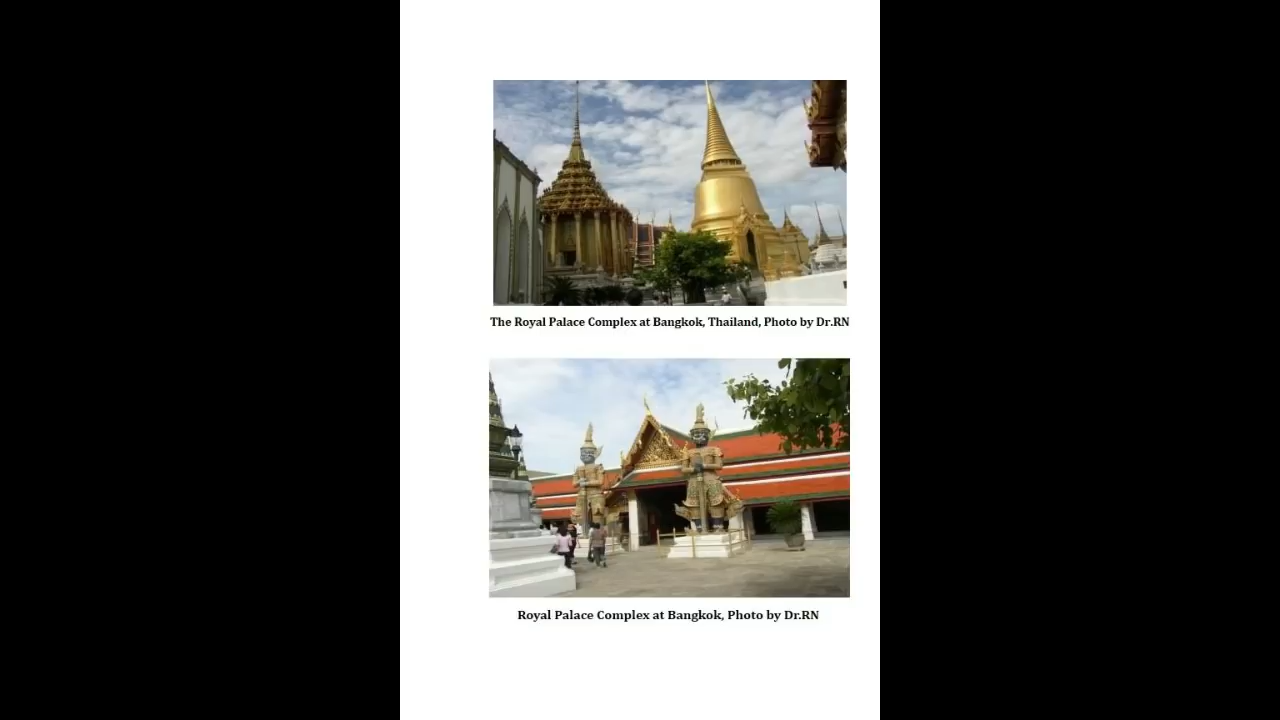 The Royal Palace Complex at Bangkok, Thailand, Photo by Dr.RN
Royal Palace Complex at Bangkok, Photo by Dr.RN